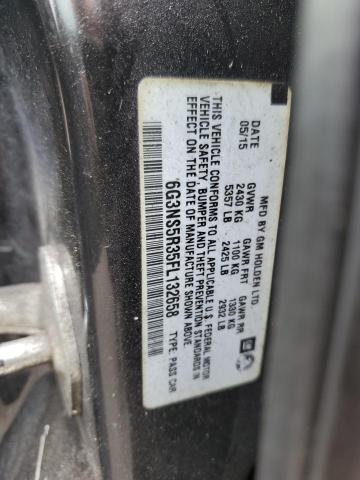 MFD BY GM HOLDEN LTD.
DATE GVWR GAWR FRT GAWR RR
05/15 2430 KG 1100 KG 1330 KG
5357 LB 2425 LB 2932 LB
THIS VEHICLE CONFORMS TO ALL APPLICABLE U.S. FEDERAL MOTOR
VEHICLE SAFETY, BUMPER AND THEFT PREVENTION STANDARDS IN
EFFECT ON THE DATE OF MANUFACTURE SHOWN ABOVE.
6G3NS5R35FL132658 TYPE: PASS CAR
GM